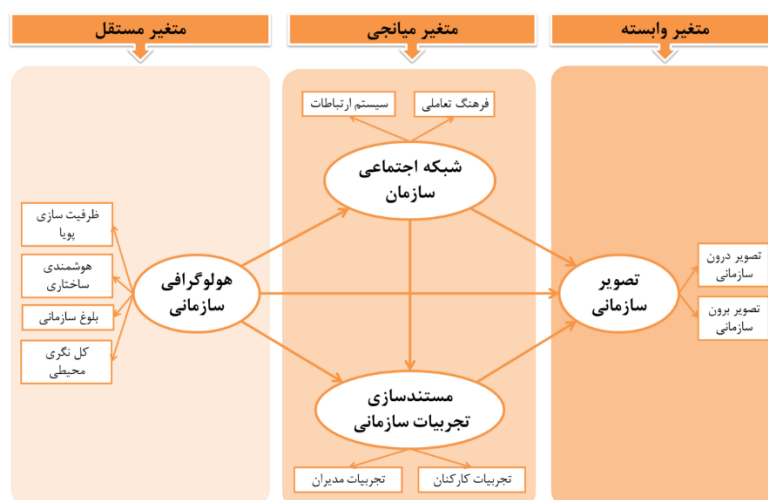 متغیر وابسته
متغیر میانجی
متغیر مستقل
فرهنگ تعاملی
سیستم ارتباطات
شبکه اجتماعی
سازمان
ظرفیت سازی
پویا
هوشمندی
ساختاری
بلوغ سازمانی
کل نگری
محیطی
هولوگرافی
سازمانی
تصویر
سازمانی
تصویر درون
سازمانی
تصویر برون
سازمانی
مستندسازی
تجربیات سازمانی
تجربیات کارکنان
تجربیات مدیران